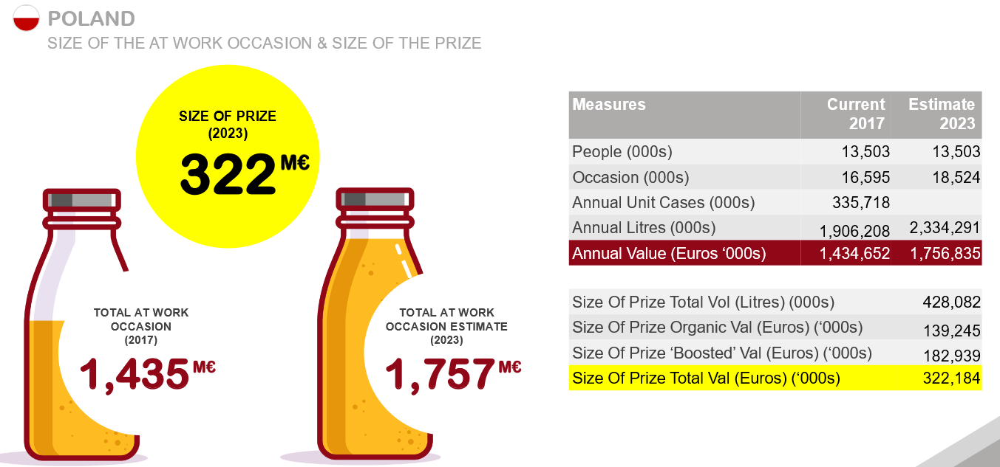 POLAND
SIZE OF THE AT WORK OCCASION & SIZE OF THE PRIZE
SIZE OF PRIZE
(2023)
322 M€
TOTAL AT WORK
OCCASION
(2017)
1,435 M€
TOTAL AT WORK
OCCASION ESTIMATE
(2023)
1,757 M€
Measures Current 2017 Estimate 2023
People (000s) 13,503 13,503
Occasion (000s) 16,595 18,524
Annual Unit Cases (000s) 335,718
Annual Litres (000s) 1,906,208 2,334,291
Annual Value (Euros ‘000s) 1,434,652 1,756,835
Size Of Prize Total Vol (Litres) (000s) 428,082
Size Of Prize Organic Val (Euros) (‘000s) 139,245
Size Of Prize ‘Boosted’ Val (Euros) (‘000s) 182,939
Size Of Prize Total Val (Euros) (‘000s) 322,184